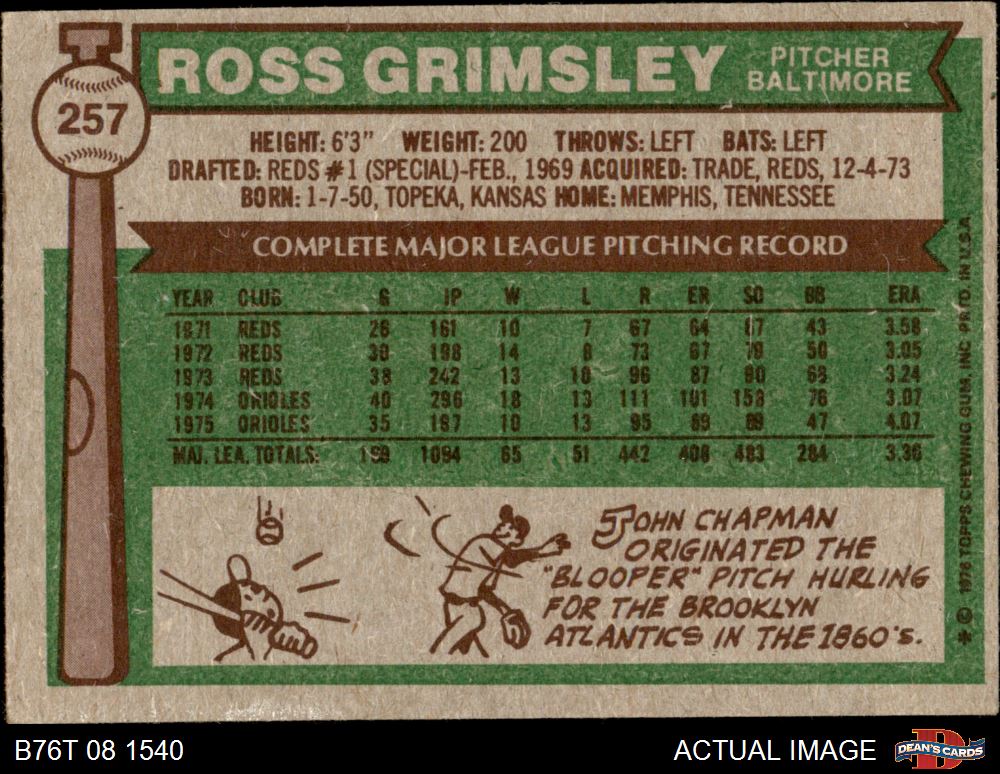 257
ROSS GRIMSLEY PITCHER BALTIMORE
HEIGHT: 6'3" WEIGHT: 200 THROWS: LEFT BATS: LEFT
DRAFTED: REDS #1 (SPECIAL)-FEB., 1969 ACQUIRED: TRADE, REDS, 12-4-73
BORN: 1-7-50, TOPEKA, KANSAS HOME: MEMPHIS, TENNESSEE
COMPLETE MAJOR LEAGUE PITCHING RECORD
YEAR CLUB G IP W L R ER SO BB ERA
1971 REDS 26 161 10 7 67 64 67 43 3.58
1972 REDS 30 198 14 8 73 67 79 50 3.05
1973 REDS 38 242 13 10 96 87 90 68 3.24
1974 ORIOLES 40 296 18 13 111 101 158 76 3.07
1975 ORIOLES 35 197 10 13 95 89 89 47 4.07
MAJ. LEA. TOTALS: 169 1094 65 51 442 408 483 284 3.36
JOHN CHAPMAN
ORIGINATED THE
"BLOOPER" PITCH HURLING
FOR THE BROOKLYN
ATLANTICS IN THE 1860'S.
* © 1976 TOPPS CHEWING GUM, INC PRTD. IN U.S.A.
B76T 08 1540 ACTUAL IMAGE DEAN'S CARDS